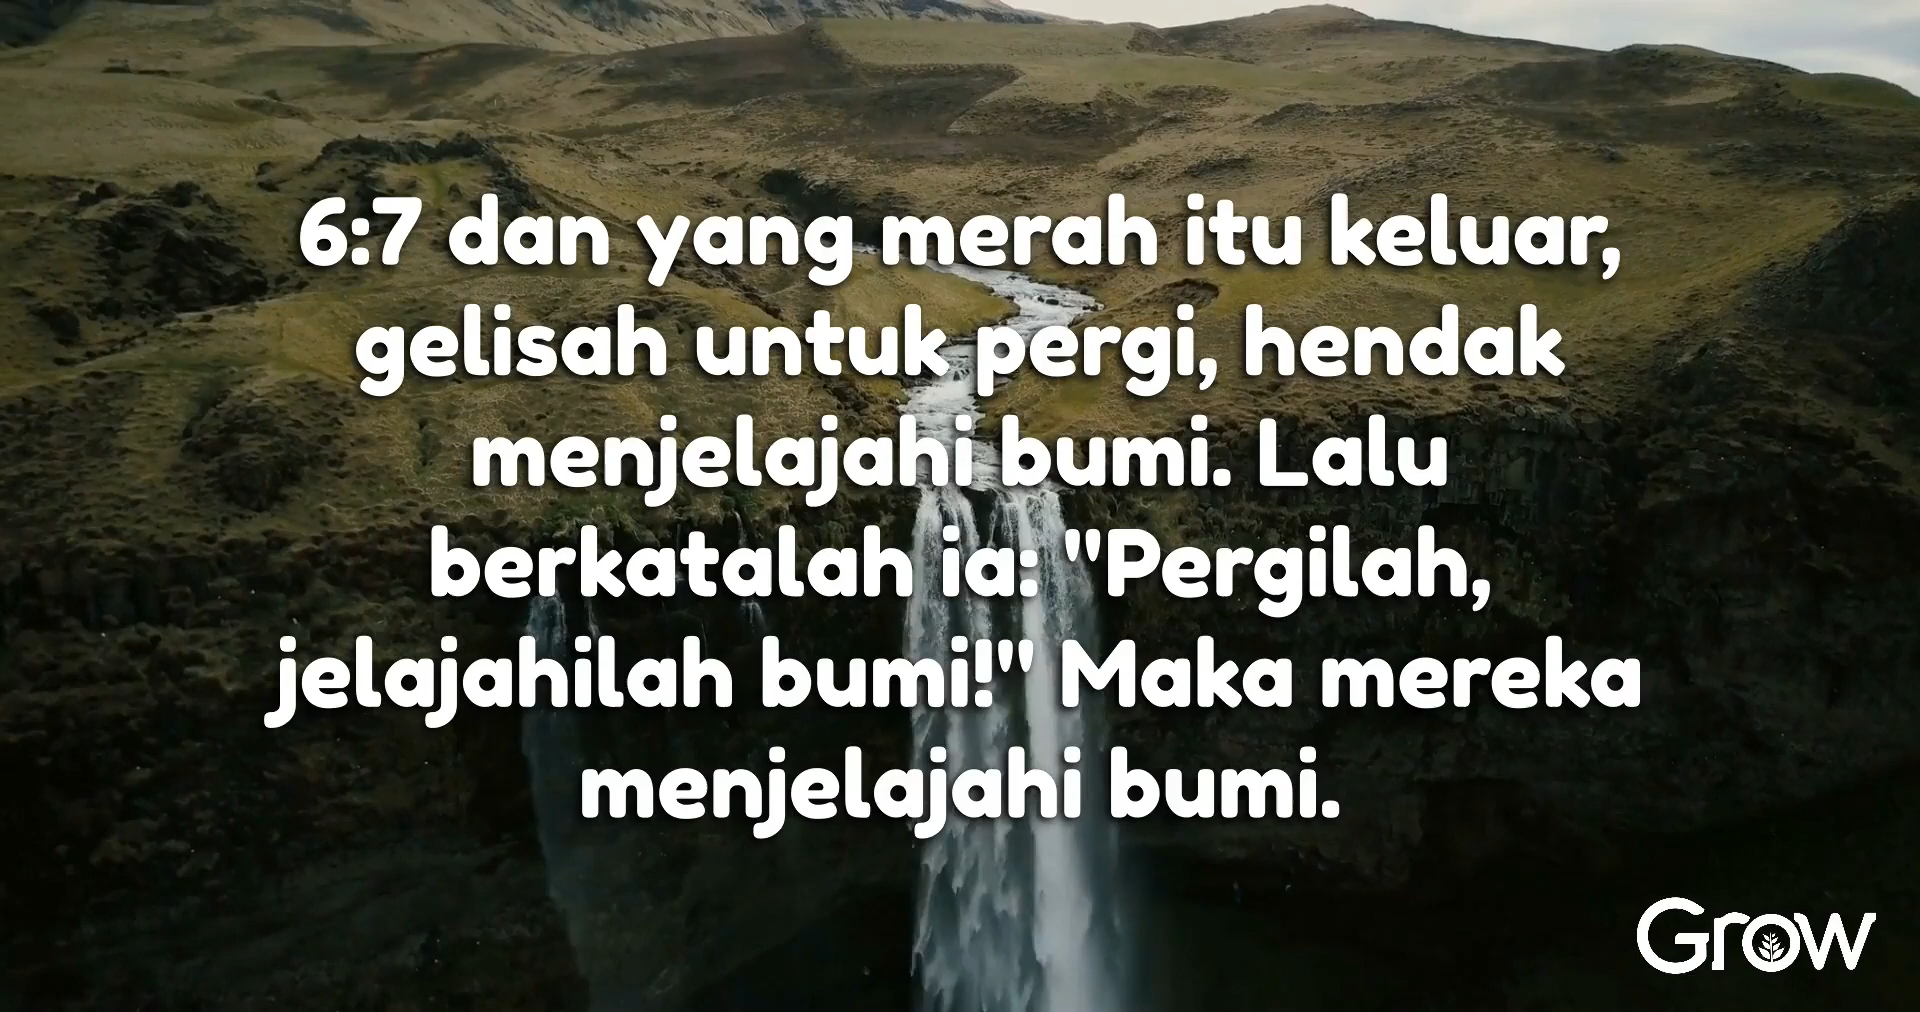 6:7 dan yang merah itu keluar,
gelisah untuk pergi, hendak
menjelajahi bumi. Lalu
berkatalah ia: "Pergilah,
jelajahilah bumi!" Maka mereka
menjelajahi bumi.
Grow